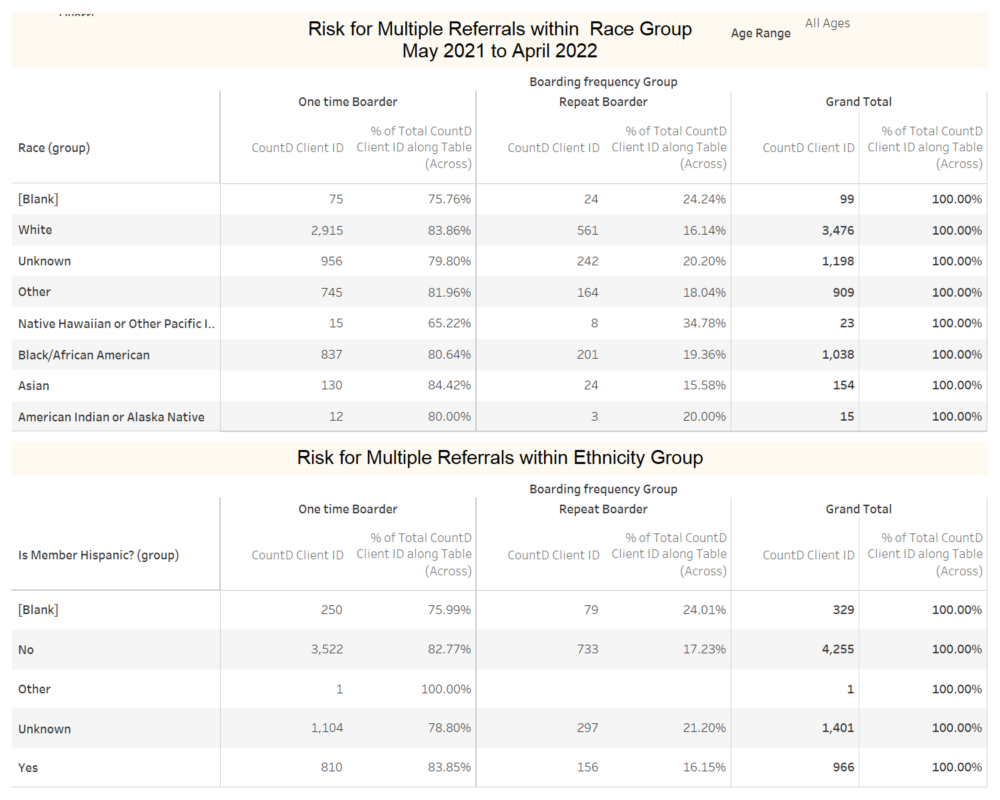 Risk for Multiple Referrals within Race Group
May 2021 to April 2022
Age Range
All Ages
Boarding frequency Group
One time Boarder Repeat Boarder Grand Total
Race (group) CountD Client ID % of Total CountD Client ID along Table (Across) CountD Client ID % of Total CountD Client ID along Table (Across) CountD Client ID % of Total CountD Client ID along Table (Across)
[Blank] 75 75.76% 24 24.24% 99 100.00%
White 2,915 83.86% 561 16.14% 3,476 100.00%
Unknown 956 79.80% 242 20.20% 1,198 100.00%
Other 745 81.96% 164 18.04% 909 100.00%
Native Hawaiian or Other Pacific I.. 15 65.22% 8 34.78% 23 100.00%
Black/African American 837 80.64% 201 19.36% 1,038 100.00%
Asian 130 84.42% 24 15.58% 154 100.00%
American Indian or Alaska Native 12 80.00% 3 20.00% 15 100.00%
Risk for Multiple Referrals within Ethnicity Group
Boarding frequency Group
One time Boarder Repeat Boarder Grand Total
Is Member Hispanic? (group) CountD Client ID % of Total CountD Client ID along Table (Across) CountD Client ID % of Total CountD Client ID along Table (Across) CountD Client ID % of Total CountD Client ID along Table (Across)
[Blank] 250 75.99% 79 24.01% 329 100.00%
No 3,522 82.77% 733 17.23% 4,255 100.00%
Other 1 100.00% 1 100.00%
Unknown 1,104 78.80% 297 21.20% 1,401 100.00%
Yes 810 83.85% 156 16.15% 966 100.00%